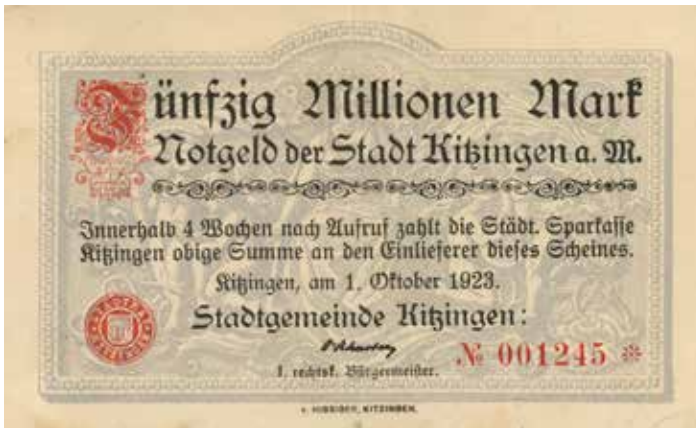 Fünfzig Millionen Mark
Notgeld der Stadt Kitzingen a. M.
Innerhalb 4 Wochen nach Aufruf zahlt die Städt. Sparkasse
Kitzingen obige Summe an den Einlieferer dieses Scheines.
Kitzingen, am 1. Oktober 1923.
Stadtgemeinde Kitzingen:
№ 001245 *
1. rechtsk. Bürgermeister.
KITZINGEN.